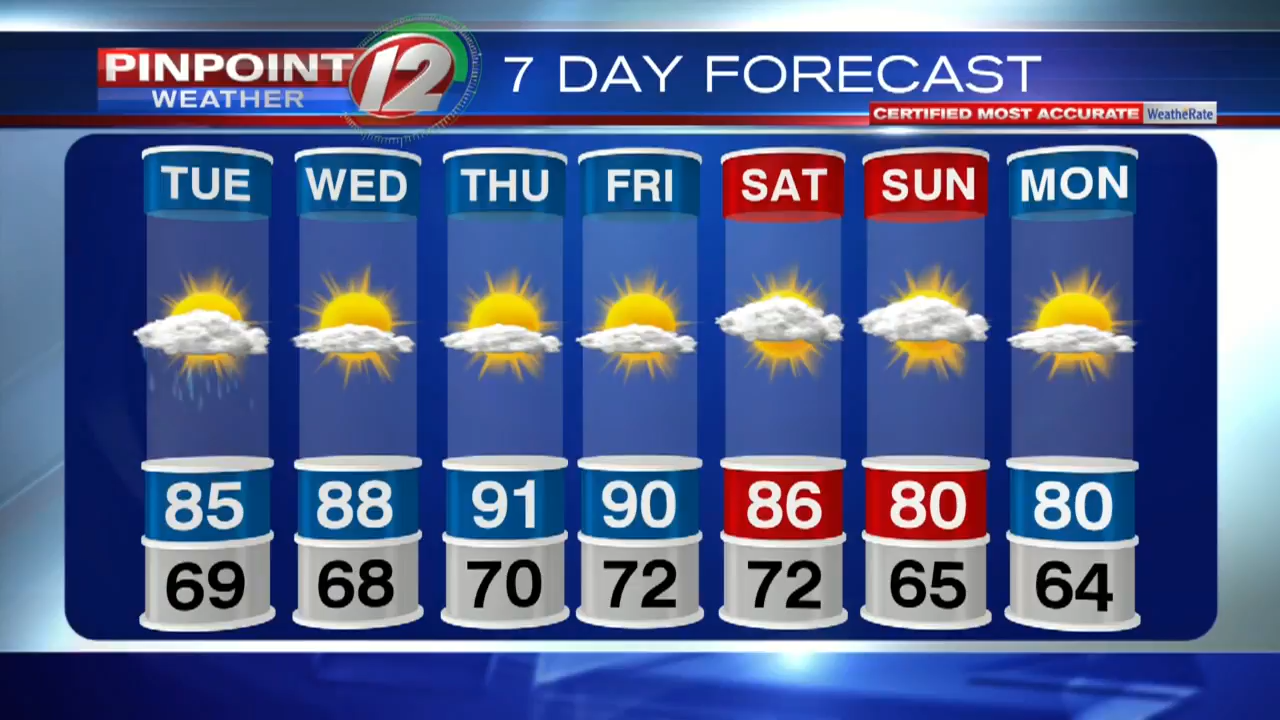 PINPOINT
WEATHER
12
7 DAY FORECAST
CERTIFIED MOST ACCURATE WeatheRate
TUE WED THU FRI SAT SUN MON
85 88 91 90 86 80 80
69 68 70 72 72 65 64